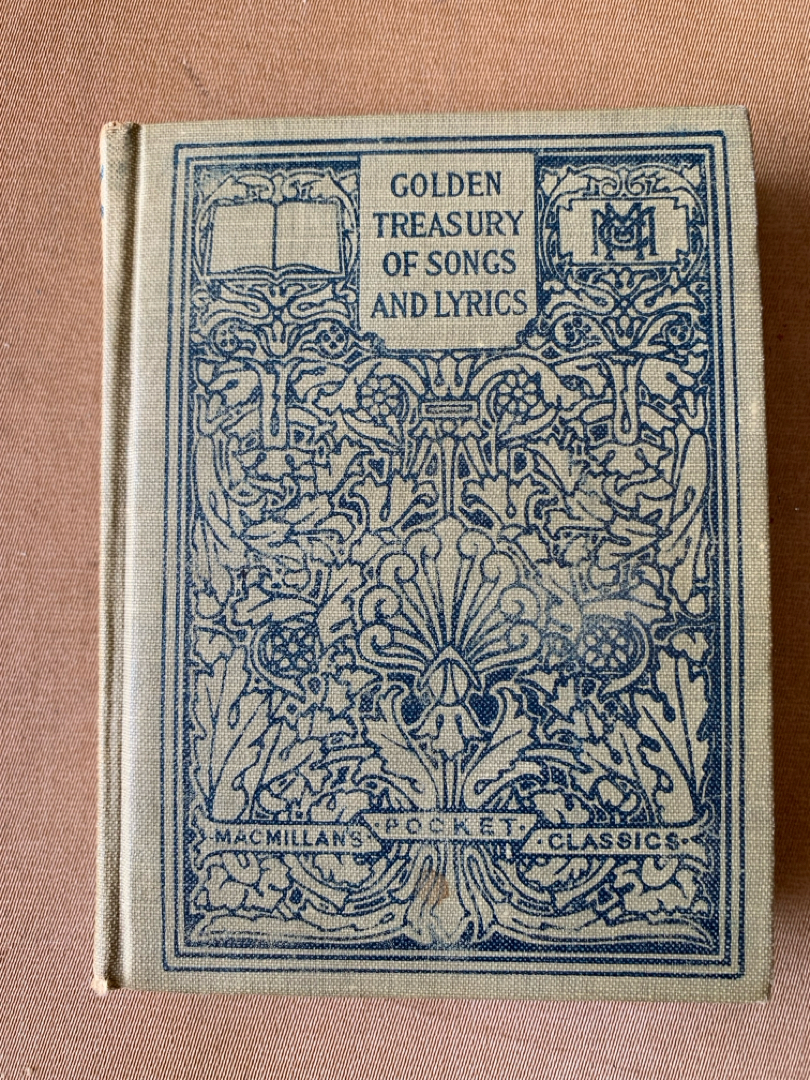 GOLDEN
TREASURY
OF SONGS
AND LYRICS
·MACMILLAN'S
·POCKET·
·CLASSICS·